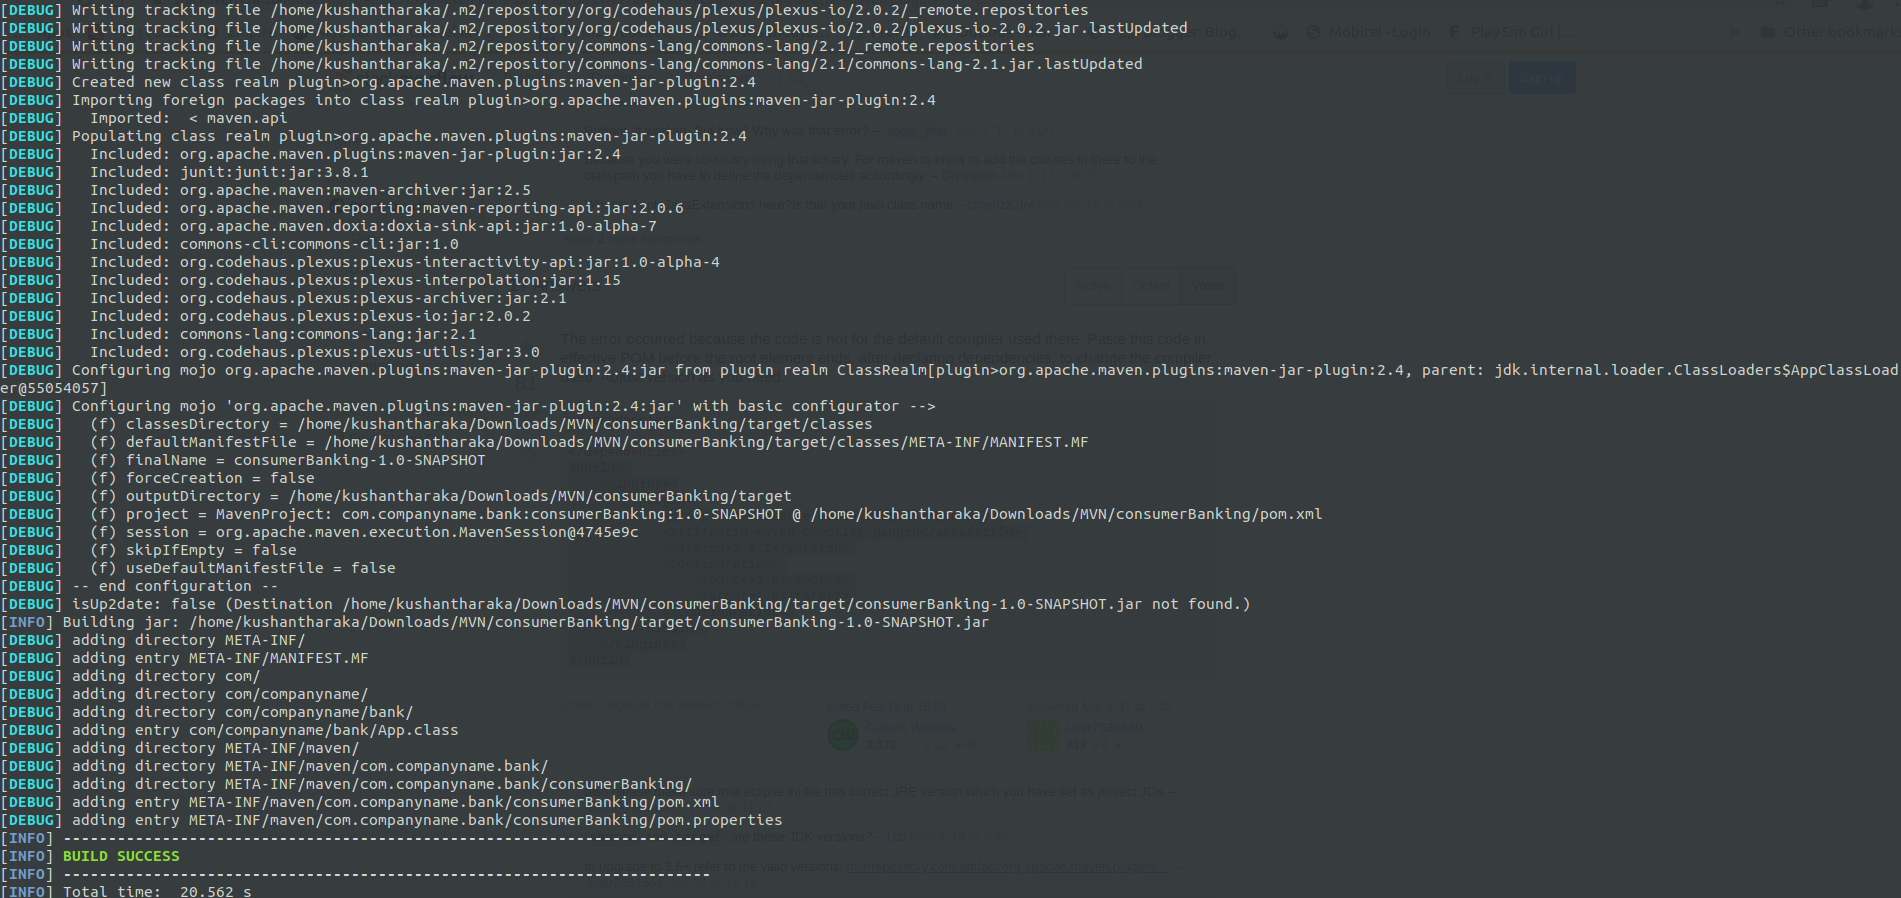 [DEBUG] Writing tracking file /home/kushantharaka/.m2/repository/org/codehaus/plexus/plexus-io/2.0.2/_remote.repositories
[DEBUG] Writing tracking file /home/kushantharaka/.m2/repository/org/codehaus/plexus/plexus-io/2.0.2/plexus-io-2.0.2.jar.lastUpdated
[DEBUG] Writing tracking file /home/kushantharaka/.m2/repository/commons-lang/commons-lang/2.1/_remote.repositories
[DEBUG] Writing tracking file /home/kushantharaka/.m2/repository/commons-lang/commons-lang/2.1/commons-lang-2.1.jar.lastUpdated
[DEBUG] Created new class realm plugin>org.apache.maven.plugins:maven-jar-plugin:2.4
[DEBUG] Importing foreign packages into class realm plugin>org.apache.maven.plugins:maven-jar-plugin:2.4
[DEBUG]   Imported:  < maven.api
[DEBUG] Populating class realm plugin>org.apache.maven.plugins:maven-jar-plugin:2.4
[DEBUG]   Included: org.apache.maven.plugins:maven-jar-plugin:jar:2.4
[DEBUG]   Included: junit:junit:jar:3.8.1
[DEBUG]   Included: org.apache.maven:maven-archiver:jar:2.5
[DEBUG]   Included: org.apache.maven.reporting:maven-reporting-api:jar:2.0.6
[DEBUG]   Included: org.apache.maven.doxia:doxia-sink-api:jar:1.0-alpha-7
[DEBUG]   Included: commons-cli:commons-cli:jar:1.0
[DEBUG]   Included: org.codehaus.plexus:plexus-interactivity-api:jar:1.0-alpha-4
[DEBUG]   Included: org.codehaus.plexus:plexus-interpolation:jar:1.15
[DEBUG]   Included: org.codehaus.plexus:plexus-archiver:jar:2.1
[DEBUG]   Included: org.codehaus.plexus:plexus-io:jar:2.0.2
[DEBUG]   Included: commons-lang:commons-lang:jar:2.1
[DEBUG]   Included: org.codehaus.plexus:plexus-utils:jar:3.0
[DEBUG] Configuring mojo org.apache.maven.plugins:maven-jar-plugin:2.4:jar from plugin realm ClassRealm[plugin>org.apache.maven.plugins:maven-jar-plugin:2.4, parent: jdk.internal.loader.ClassLoaders$AppClassLoad
er@55054057]
[DEBUG] Configuring mojo 'org.apache.maven.plugins:maven-jar-plugin:2.4:jar' with basic configurator -->
[DEBUG]   (f) classesDirectory = /home/kushantharaka/Downloads/MVN/consumerBanking/target/classes
[DEBUG]   (f) defaultManifestFile = /home/kushantharaka/Downloads/MVN/consumerBanking/target/classes/META-INF/MANIFEST.MF
[DEBUG]   (f) finalName = consumerBanking-1.0-SNAPSHOT
[DEBUG]   (f) forceCreation = false
[DEBUG]   (f) outputDirectory = /home/kushantharaka/Downloads/MVN/consumerBanking/target
[DEBUG]   (f) project = MavenProject: com.companyname.bank:consumerBanking:1.0-SNAPSHOT @ /home/kushantharaka/Downloads/MVN/consumerBanking/pom.xml
[DEBUG]   (f) session = org.apache.maven.execution.MavenSession@4745e9c
[DEBUG]   (f) skipIfEmpty = false
[DEBUG]   (f) useDefaultManifestFile = false
[DEBUG] -- end configuration --
[DEBUG] isUp2date: false (Destination /home/kushantharaka/Downloads/MVN/consumerBanking/target/consumerBanking-1.0-SNAPSHOT.jar not found.)
[INFO] Building jar: /home/kushantharaka/Downloads/MVN/consumerBanking/target/consumerBanking-1.0-SNAPSHOT.jar
[DEBUG] adding directory META-INF/
[DEBUG] adding entry META-INF/MANIFEST.MF
[DEBUG] adding directory com/
[DEBUG] adding directory com/companyname/
[DEBUG] adding directory com/companyname/bank/
[DEBUG] adding entry com/companyname/bank/App.class
[DEBUG] adding directory META-INF/maven/
[DEBUG] adding directory META-INF/maven/com.companyname.bank/
[DEBUG] adding directory META-INF/maven/com.companyname.bank/consumerBanking/
[DEBUG] adding entry META-INF/maven/com.companyname.bank/consumerBanking/pom.xml
[DEBUG] adding entry META-INF/maven/com.companyname.bank/consumerBanking/pom.properties
[INFO] ------------------------------------------------------------------------
[INFO] BUILD SUCCESS
[INFO] ------------------------------------------------------------------------
[INFO] Total time:  20.562 s